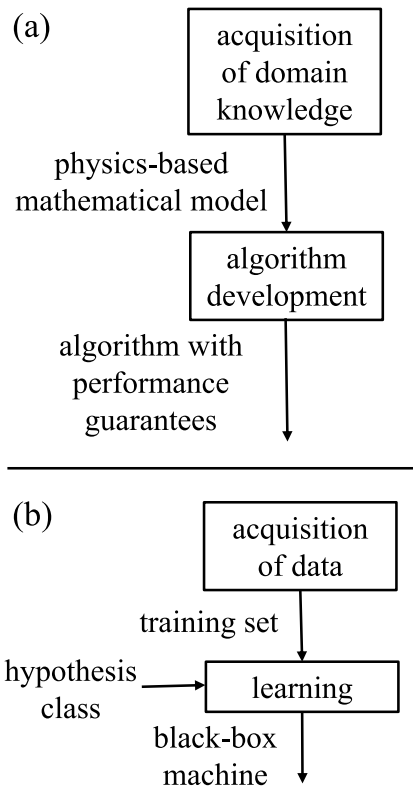 (a)
acquisition
of domain
knowledge
physics-based
mathematical model
algorithm
development
algorithm with
performance
guarantees
(b)
acquisition
of data
training set
hypothesis
class
learning
black-box
machine